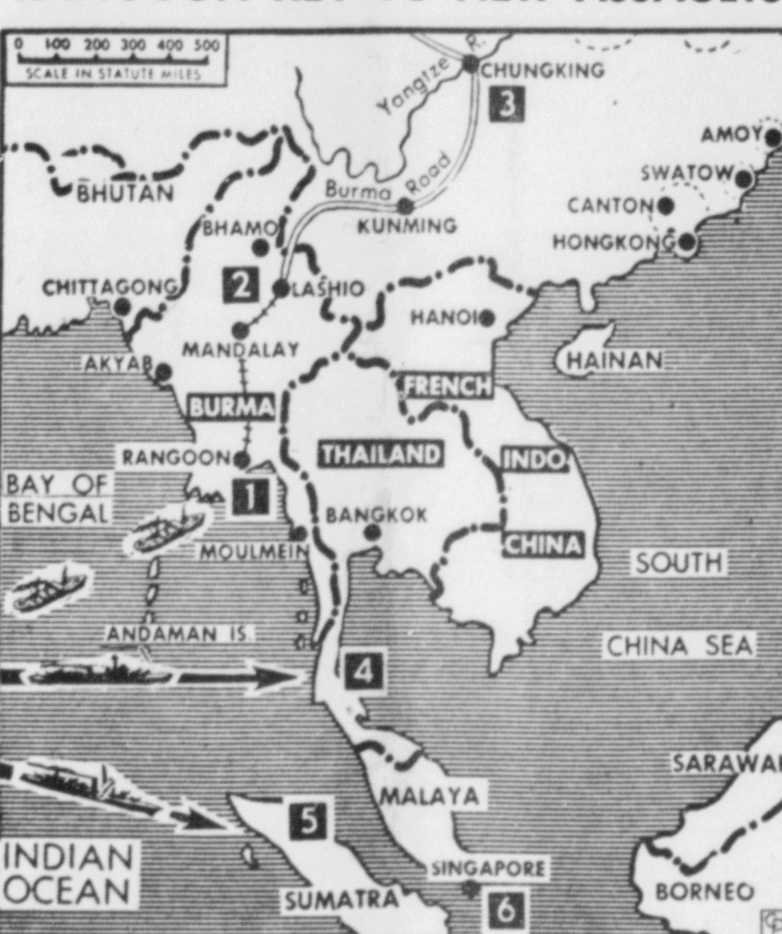 0 100 200 300 400 500
SCALE IN STATUTE MILES
Yangtze R.
CHUNGKING
3
AMOY
SWATOW
BHUTAN
Burma Road
CANTON
BHAMO
KUNMING
HONGKONG
2
CHITTAGONG
LASHIO
HANOI
MANDALAY
AKYAB
HAINAN
FRENCH
BURMA
RANGOON
THAILAND
INDO
BAY OF
BENGAL
1
BANGKOK
MOULMEIN
CHINA
SOUTH
CHINA SEA
ANDAMAN IS.
4
SARAWA
MALAYA
5
INDIAN
OCEAN
SINGAPORE
SUMATRA
6
BORNEO